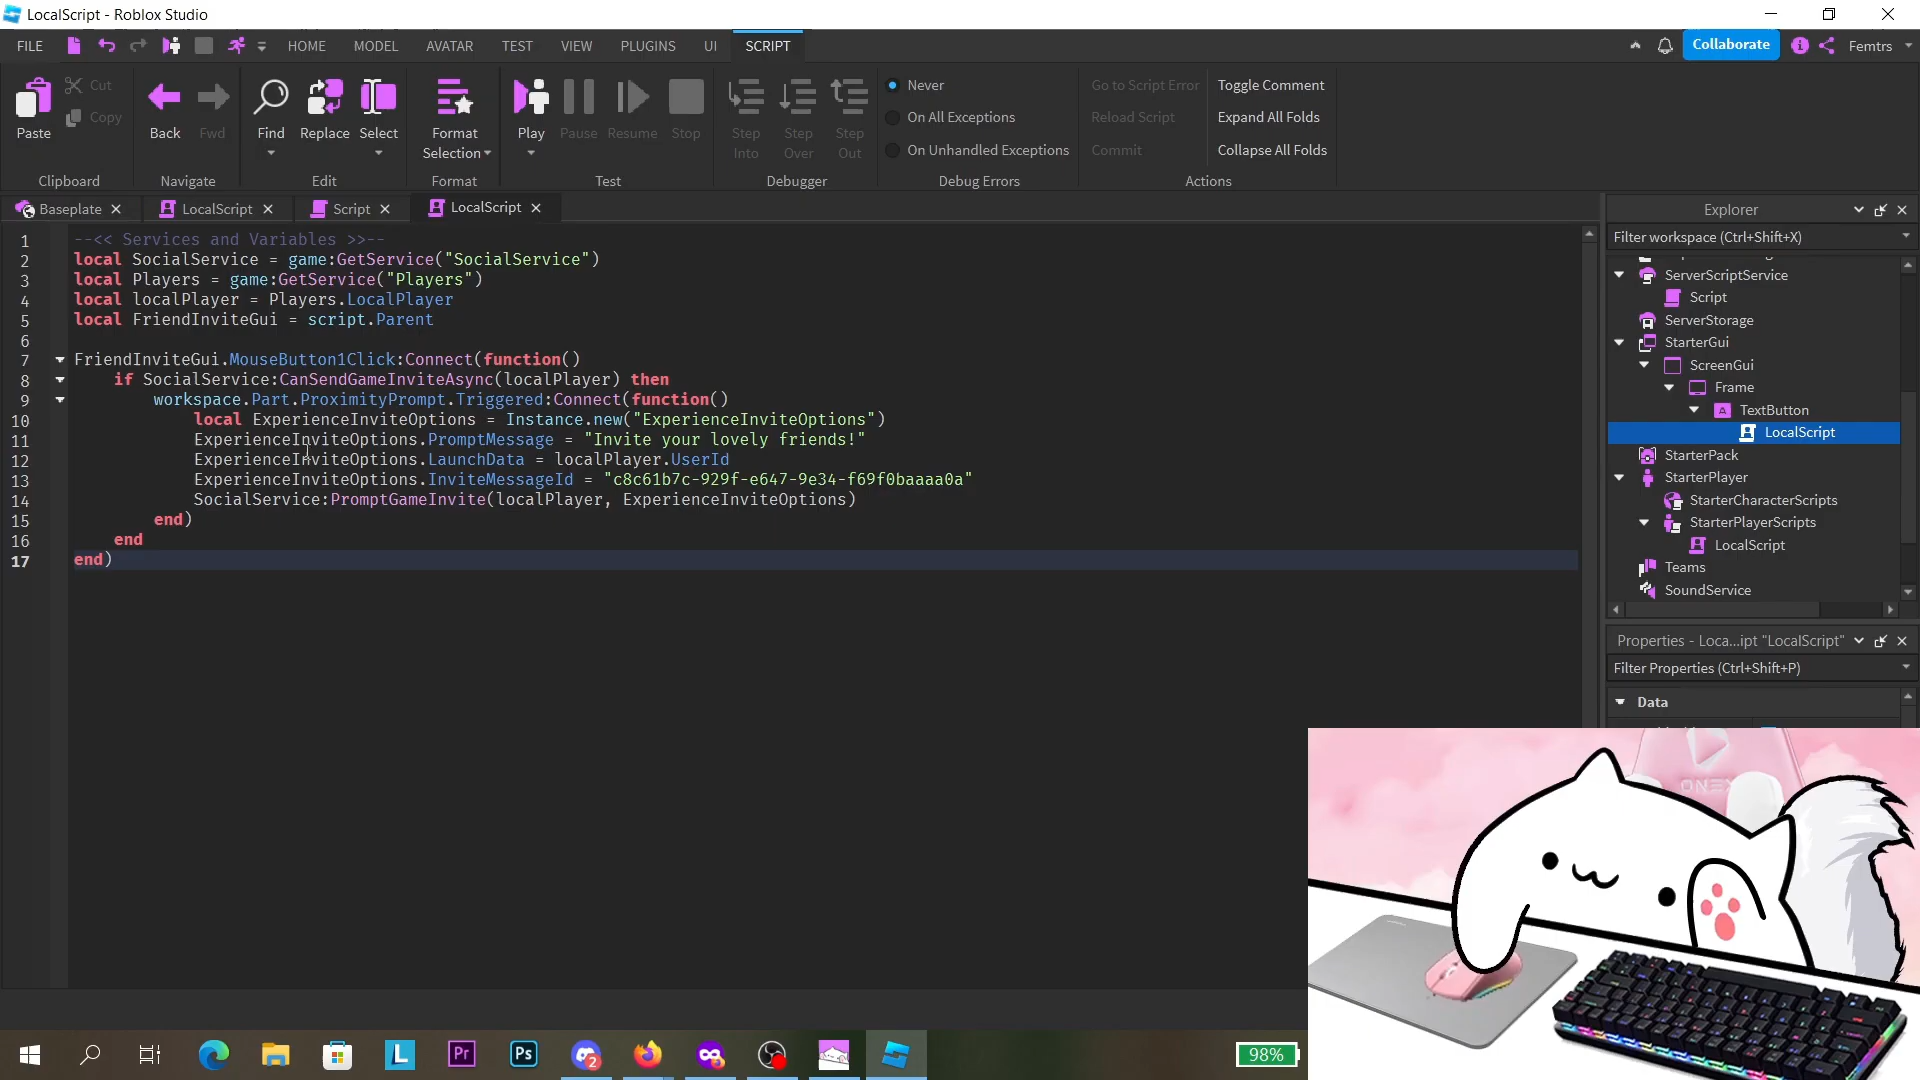 LocalScript - Roblox Studio
FILE HOME MODEL AVATAR TEST VIEW PLUGINS UI SCRIPT Collaborate Femtrs
Paste Cut Copy Back Fwd Find Replace Select Format Selection Play Pause Resume Stop Step Into Step Over Step Out
Never
On All Exceptions
On Unhandled Exceptions
Go to Script Error
Reload Script
Commit
Toggle Comment
Expand All Folds
Collapse All Folds
Clipboard Navigate Edit Format Test Debugger Debug Errors Actions
Baseplate LocalScript Script LocalScript
1 --<< Services and Variables >>--
2 local SocialService = game:GetService("SocialService")
3 local Players = game:GetService("Players")
4 local localPlayer = Players.LocalPlayer
5 local FriendInviteGui = script.Parent
6
7 FriendInviteGui.MouseButton1Click:Connect(function()
8 if SocialService:CanSendGameInviteAsync(localPlayer) then
9 workspace.Part.ProximityPrompt.Triggered:Connect(function()
10 local ExperienceInviteOptions = Instance.new("ExperienceInviteOptions")
11 ExperienceInviteOptions.PromptMessage = "Invite your lovely friends!"
12 ExperienceInviteOptions.LaunchData = localPlayer.UserId
13 ExperienceInviteOptions.InviteMessageId = "c8c61b7c-929f-e647-9e34-f69f0baaaa0a"
14 SocialService:PromptGameInvite(localPlayer, ExperienceInviteOptions)
15 end)
16 end
17 end)
Explorer
Filter workspace (Ctrl+Shift+X)
ServerScriptService
Script
ServerStorage
StarterGui
ScreenGui
Frame
TextButton
LocalScript
StarterPack
StarterPlayer
StarterCharacterScripts
StarterPlayerScripts
LocalScript
Teams
SoundService
Properties - Loca...ipt "LocalScript"
Filter Properties (Ctrl+Shift+P)
Data
L Pr Ps 2 98%